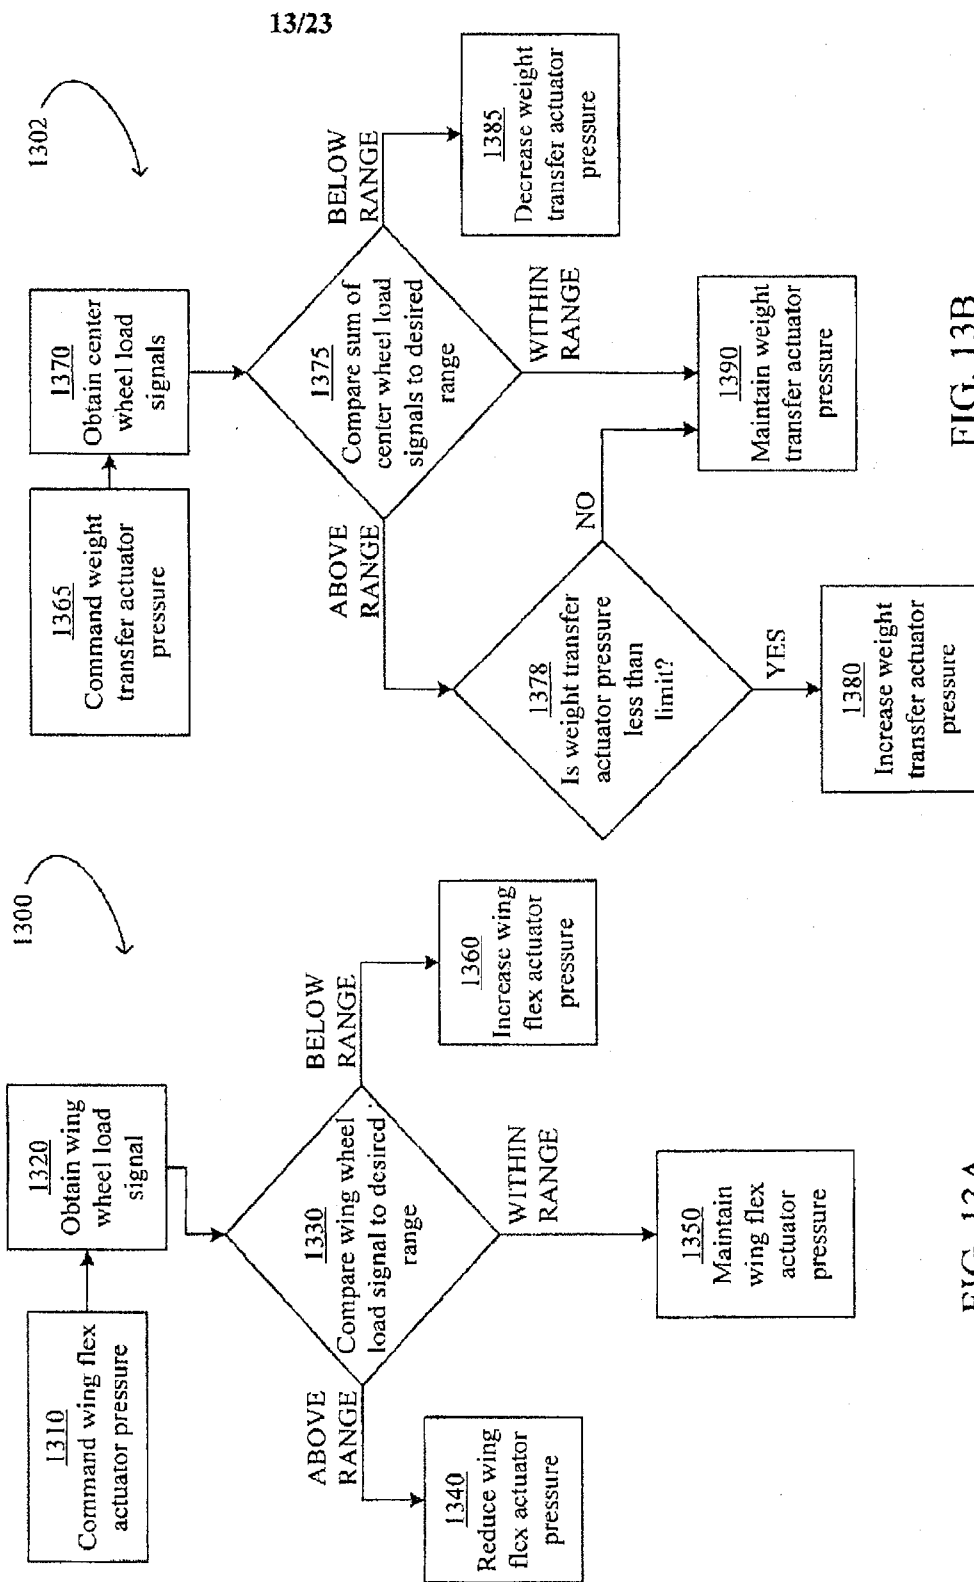 13/23
1300
1310
Command wing flex
actuator pressure
1320
Obtain wing
wheel load
signal
1330
Compare wing wheel
load signal to desired
range
ABOVE
RANGE
BELOW
RANGE
WITHIN
RANGE
1340
Reduce wing
flex actuator
pressure
1360
Increase wing
flex actuator
pressure
1350
Maintain
wing flex
actuator
pressure
FIG. 13A
1302
1365
Command weight
transfer actuator
pressure
1370
Obtain center
wheel load
signals
1375
Compare sum of
center wheel load
signals to desired
range
ABOVE
RANGE
BELOW
RANGE
WITHIN
RANGE
1385
Decrease weight
transfer actuator
pressure
1378
Is weight transfer
actuator pressure
less than
limit?
NO
YES
1390
Maintain weight
transfer actuator
pressure
1380
Increase weight
transfer actuator
pressure
FIG. 13B